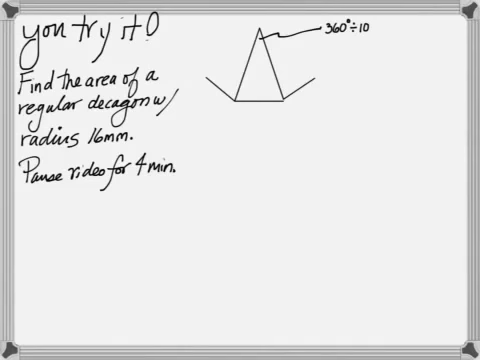 you try it!
360° ÷ 10
Find the area of a
regular decagon w/
radius 16mm.
Pause video for 4 min.